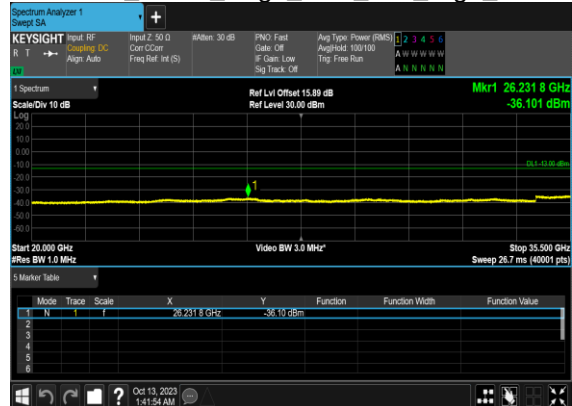 Spectrum Analyzer 1
Swept SA
+
KEYSIGHT
R T
Input: RF
Coupling: DC
Align: Auto
Input Z: 50 Ω
Corr CCorr
Freq Ref: Int (S)
#Atten: 30 dB
PNO: Fast
Gate: Off
IF Gain: Low
Sig Track: Off
Avg Type: Power (RMS)
Avg|Hold: 100/100
Trig: Free Run
1 2 3 4 5 6
A W W W W W
A N N N N N
1 Spectrum
Scale/Div 10 dB
Ref Lvl Offset 15.89 dB
Ref Level 30.00 dBm
Mkr1 26.231 8 GHz
-36.101 dBm
Log
20.0
10.0
0.00
-10.0
-20.0
-30.0
-40.0
-50.0
-60.0
DL1 -13.00 dBm
1
Start 20.000 GHz
#Res BW 1.0 MHz
Video BW 3.0 MHz*
Stop 35.500 GHz
Sweep 26.7 ms (40001 pts)
5 Marker Table
Mode Trace Scale X Y Function Function Width Function Value
1 N 1 f 26.231 8 GHz -36.10 dBm
2
3
4
5
6
?
Oct 13, 2023
1:41:54 AM